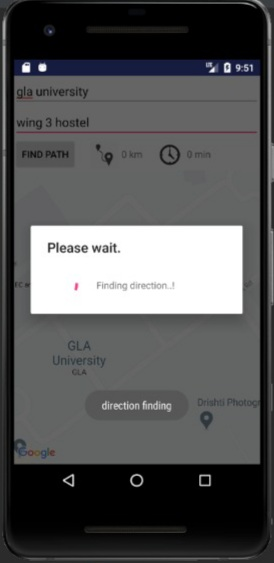 9:51
gla university
wing 3 hostel
FIND PATH
0 km
0 min
Please wait.
Finding direction..!
GLA
University
GLA
direction finding
Drishti Photogr
Google